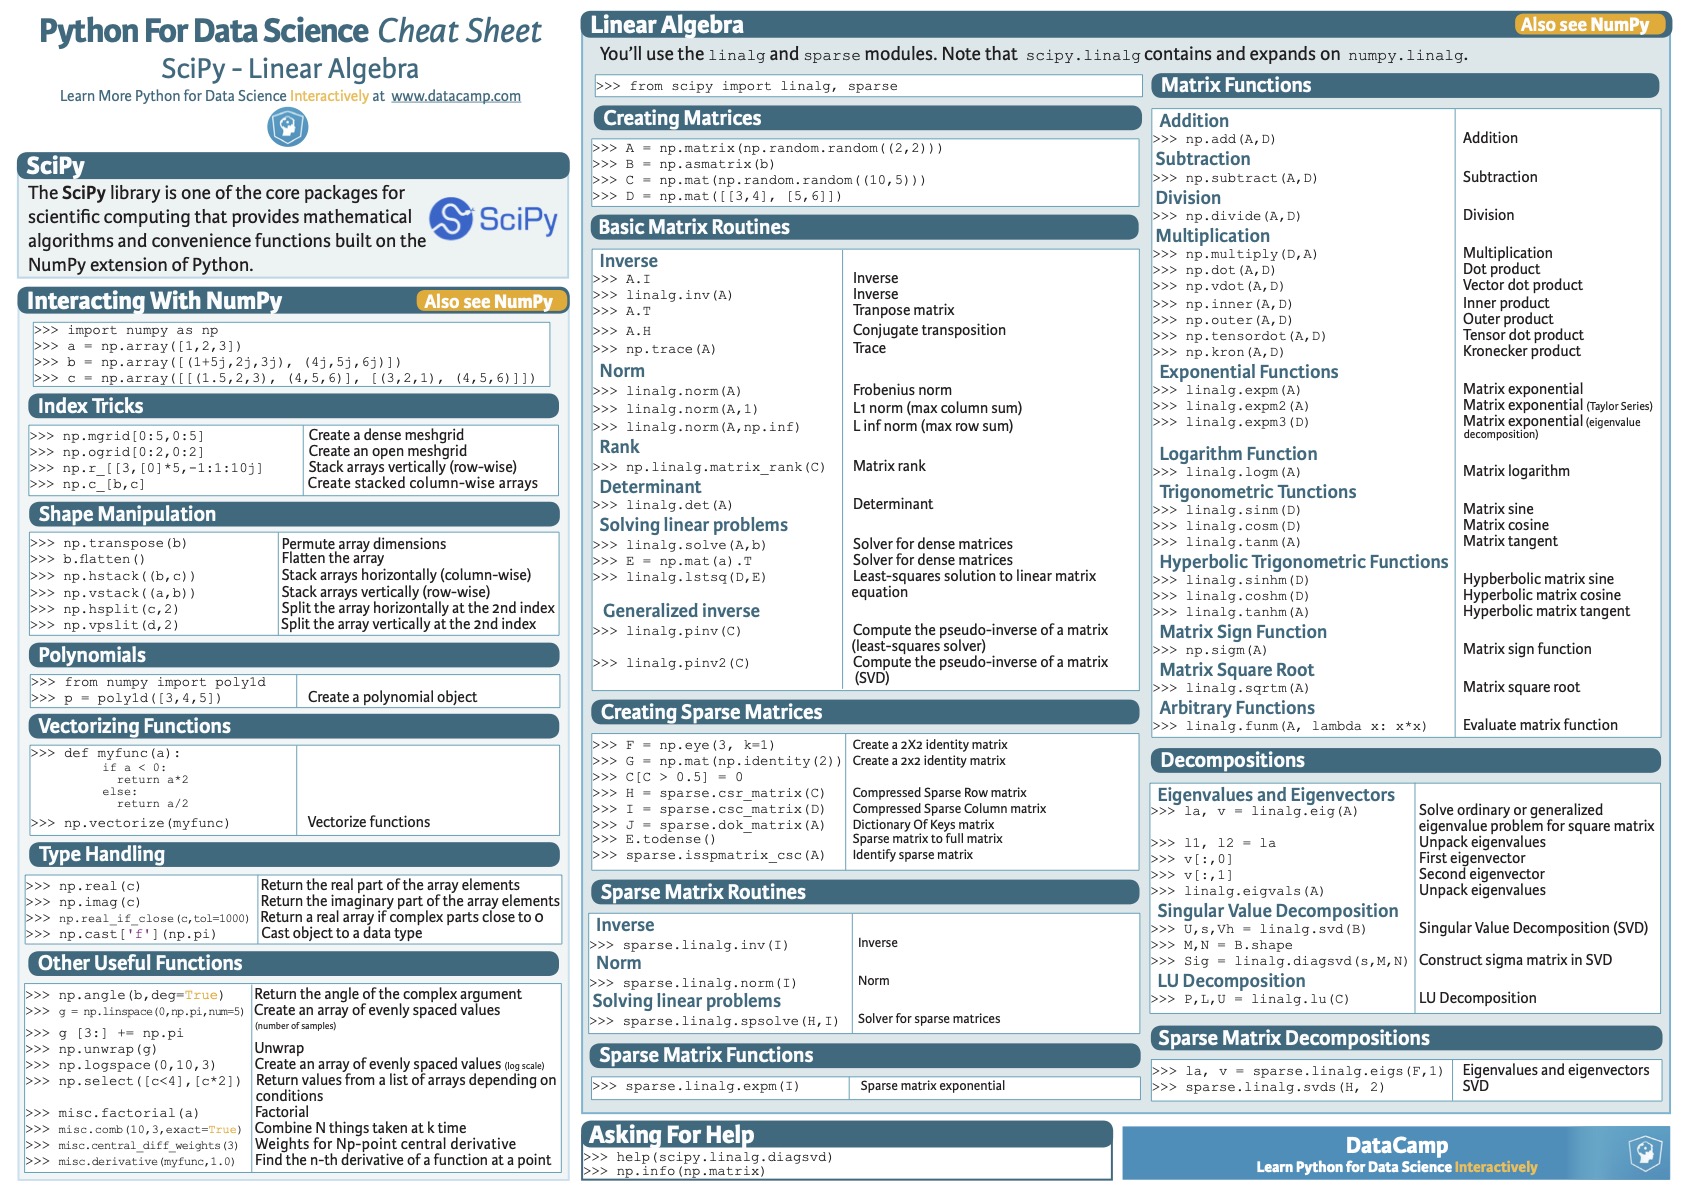 Python For Data Science Cheat Sheet
SciPy - Linear Algebra
Learn More Python for Data Science Interactively at www.datacamp.com
SciPy
The SciPy library is one of the core packages for
scientific computing that provides mathematical
algorithms and convenience functions built on the
NumPy extension of Python.
SciPy
Interacting With NumPy
Also see NumPy
>>> import numpy as np
>>> a = np.array([1,2,3])
>>> b = np.array([(1+5j,2j,3j), (4j,5j,6j)])
>>> c = np.array([[(1.5,2,3), (4,5,6)], [(3,2,1), (4,5,6)]])
Index Tricks
>>> np.mgrid[0:5,0:5] Create a dense meshgrid
>>> np.ogrid[0:2,0:2] Create an open meshgrid
>>> np.r_[[3,[0]*5,-1:1:10j] Stack arrays vertically (row-wise)
>>> np.c_[b,c] Create stacked column-wise arrays
Shape Manipulation
>>> np.transpose(b) Permute array dimensions
>>> b.flatten() Flatten the array
>>> np.hstack((b,c)) Stack arrays horizontally (column-wise)
>>> np.vstack((a,b)) Stack arrays vertically (row-wise)
>>> np.hsplit(c,2) Split the array horizontally at the 2nd index
>>> np.vpslit(d,2) Split the array vertically at the 2nd index
Polynomials
>>> from numpy import poly1d
>>> p = poly1d([3,4,5]) Create a polynomial object
Vectorizing Functions
>>> def myfunc(a):
if a < 0:
return a*2
else:
return a/2
>>> np.vectorize(myfunc) Vectorize functions
Type Handling
>>> np.real(c) Return the real part of the array elements
>>> np.imag(c) Return the imaginary part of the array elements
>>> np.real_if_close(c,tol=1000) Return a real array if complex parts close to 0
>>> np.cast['f'](np.pi) Cast object to a data type
Other Useful Functions
>>> np.angle(b,deg=True) Return the angle of the complex argument
>>> g = np.linspace(0,np.pi,num=5) Create an array of evenly spaced values
(number of samples)
>>> g [3:] += np.pi
>>> np.unwrap(g) Unwrap
>>> np.logspace(0,10,3) Create an array of evenly spaced values (log scale)
>>> np.select([c<4],[c*2]) Return values from a list of arrays depending on
conditions
>>> misc.factorial(a) Factorial
>>> misc.comb(10,3,exact=True) Combine N things taken at k time
>>> misc.central_diff_weights(3) Weights for Np-point central derivative
>>> misc.derivative(myfunc,1.0) Find the n-th derivative of a function at a point
Linear Algebra
Also see NumPy
You'll use the linalg and sparse modules. Note that scipy.linalg contains and expands on numpy.linalg.
>>> from scipy import linalg, sparse
Creating Matrices
>>> A = np.matrix(np.random.random((2,2)))
>>> B = np.asmatrix(b)
>>> C = np.mat(np.random.random((10,5)))
>>> D = np.mat([[3,4], [5,6]])
Basic Matrix Routines
Inverse
>>> A.I Inverse
>>> linalg.inv(A) Inverse
>>> A.T Tranpose matrix
>>> A.H Conjugate transposition
>>> np.trace(A) Trace
Norm
>>> linalg.norm(A) Frobenius norm
>>> linalg.norm(A,1) L1 norm (max column sum)
>>> linalg.norm(A,np.inf) L inf norm (max row sum)
Rank
>>> np.linalg.matrix_rank(C) Matrix rank
Determinant
>>> linalg.det(A) Determinant
Solving linear problems
>>> linalg.solve(A,b) Solver for dense matrices
>>> E = np.mat(a).T Solver for dense matrices
>>> linalg.lstsq(D,E) Least-squares solution to linear matrix
equation
Generalized inverse
>>> linalg.pinv(C) Compute the pseudo-inverse of a matrix
(least-squares solver)
>>> linalg.pinv2(C) Compute the pseudo-inverse of a matrix
(SVD)
Creating Sparse Matrices
>>> F = np.eye(3, k=1) Create a 2X2 identity matrix
>>> G = np.mat(np.identity(2)) Create a 2x2 identity matrix
>>> C[C > 0.5] = 0
>>> H = sparse.csr_matrix(C) Compressed Sparse Row matrix
>>> I = sparse.csc_matrix(D) Compressed Sparse Column matrix
>>> J = sparse.dok_matrix(A) Dictionary Of Keys matrix
>>> E.todense() Sparse matrix to full matrix
>>> sparse.isspmatrix_csc(A) Identify sparse matrix
Sparse Matrix Routines
Inverse
>>> sparse.linalg.inv(I) Inverse
Norm
>>> sparse.linalg.norm(I) Norm
Solving linear problems
>>> sparse.linalg.spsolve(H,I) Solver for sparse matrices
Sparse Matrix Functions
>>> sparse.linalg.expm(I) Sparse matrix exponential
Matrix Functions
Addition
>>> np.add(A,D) Addition
Subtraction
>>> np.subtract(A,D) Subtraction
Division
>>> np.divide(A,D) Division
Multiplication
>>> np.multiply(D,A) Multiplication
>>> np.dot(A,D) Dot product
>>> np.vdot(A,D) Vector dot product
>>> np.inner(A,D) Inner product
>>> np.outer(A,D) Outer product
>>> np.tensordot(A,D) Tensor dot product
>>> np.kron(A,D) Kronecker product
Exponential Functions
>>> linalg.expm(A) Matrix exponential
>>> linalg.expm2(A) Matrix exponential (Taylor Series)
>>> linalg.expm3(D) Matrix exponential (eigenvalue
decomposition)
Logarithm Function
>>> linalg.logm(A) Matrix logarithm
Trigonometric Tunctions
>>> linalg.sinm(D) Matrix sine
>>> linalg.cosm(D) Matrix cosine
>>> linalg.tanm(A) Matrix tangent
Hyperbolic Trigonometric Functions
>>> linalg.sinhm(D) Hypberbolic matrix sine
>>> linalg.coshm(D) Hyperbolic matrix cosine
>>> linalg.tanhm(A) Hyperbolic matrix tangent
Matrix Sign Function
>>> np.sigm(A) Matrix sign function
Matrix Square Root
>>> linalg.sqrtm(A) Matrix square root
Arbitrary Functions
>>> linalg.funm(A, lambda x: x*x) Evaluate matrix function
Decompositions
Eigenvalues and Eigenvectors
>>> la, v = linalg.eig(A) Solve ordinary or generalized
eigenvalue problem for square matrix
>>> l1, l2 = la Unpack eigenvalues
>>> v[:,0] First eigenvector
>>> v[:,1] Second eigenvector
>>> linalg.eigvals(A) Unpack eigenvalues
Singular Value Decomposition
>>> U,s,Vh = linalg.svd(B) Singular Value Decomposition (SVD)
>>> M,N = B.shape
>>> Sig = linalg.diagsvd(s,M,N) Construct sigma matrix in SVD
LU Decomposition
>>> P,L,U = linalg.lu(C) LU Decomposition
Sparse Matrix Decompositions
>>> la, v = sparse.linalg.eigs(F,1) Eigenvalues and eigenvectors
>>> sparse.linalg.svds(H, 2) SVD
Asking For Help
>>> help(scipy.linalg.diagsvd)
>>> np.info(np.matrix)
DataCamp
Learn Python for Data Science Interactively